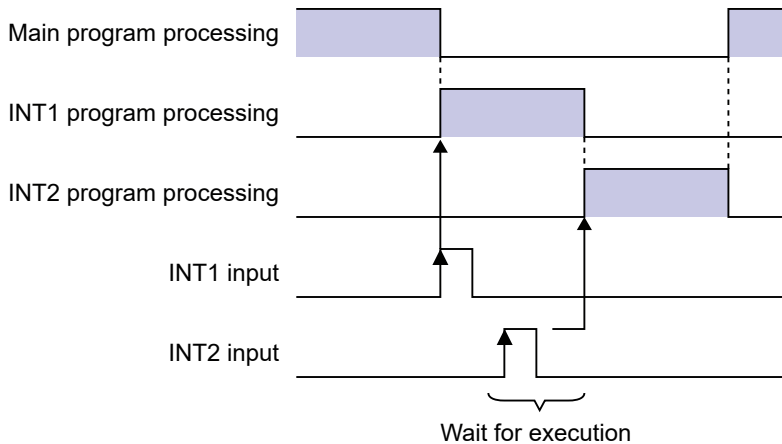 Main program processing
INT1 program processing
INT2 program processing
INT1 input
INT2 input
Wait for execution